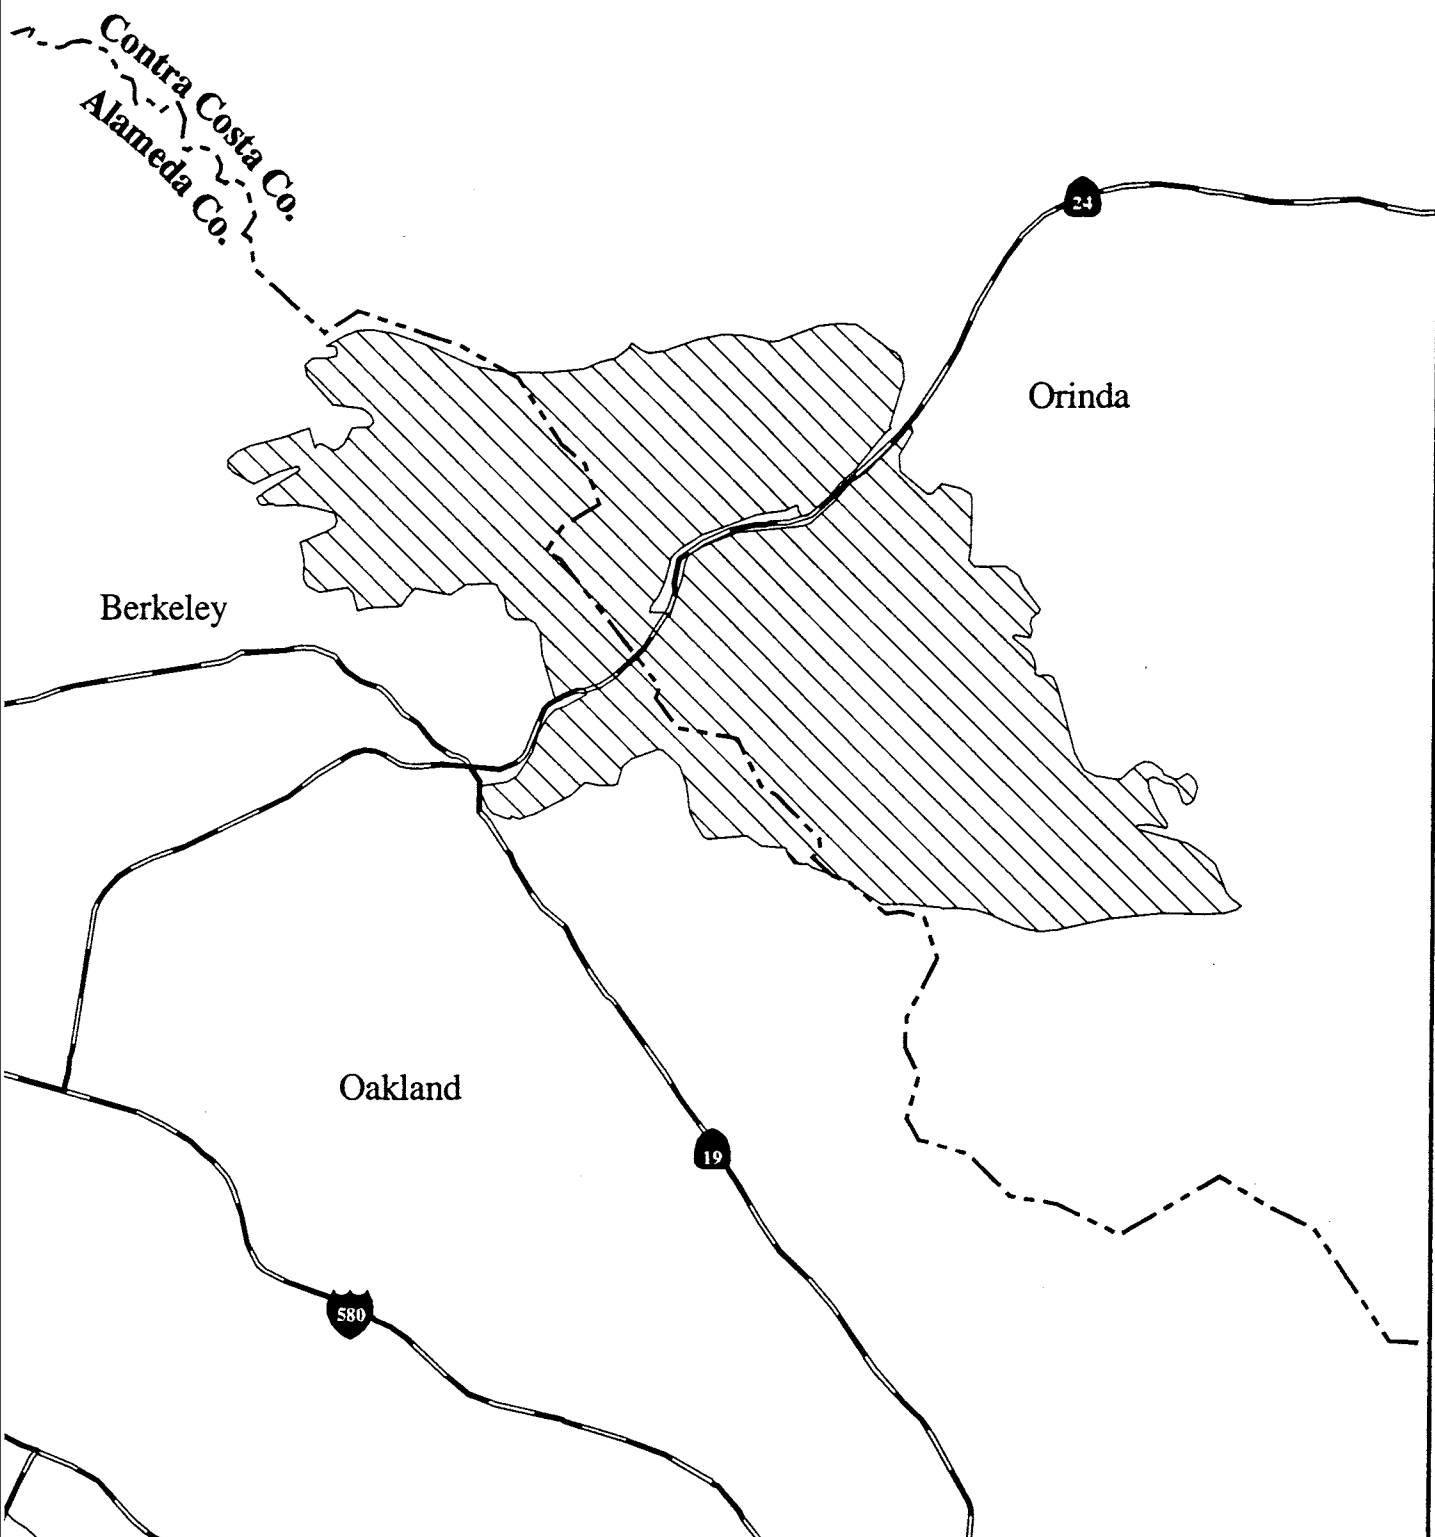 Contra Costa Co.
Alameda Co.
24
Orinda
Berkeley
Oakland
19
580